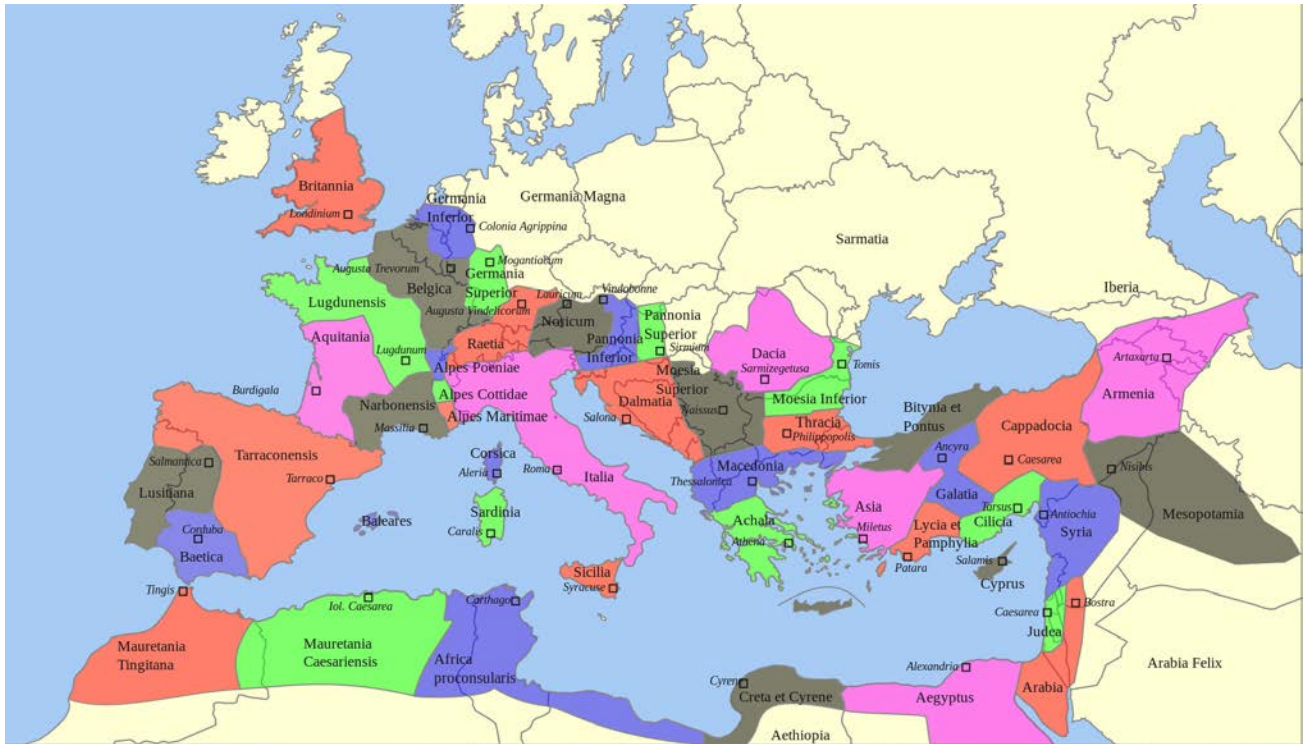 Britannia
Londinium
Germania Magna
Germania
Inferior
Colonia Agrippina
Sarmatia
Augusta Trevorum
Mogantiacum
Belgica
Germania
Superior
Iberia
Lugdunensis
Augusta Vindelicorum
Lauricum
Vindobonne
Noricum
Pannonia
Superior
Aquitania
Raetia
Pannonia
Inferior
Sirmium
Dacia
Sarmizegetusa
Tomis
Artaxarta
Lugdunum
Alpes Poeniae
Moesia
Superior
Armenia
Burdigala
Alpes Cottidae
Dalmatia
Moesia Inferior
Narbonensis
Alpes Maritimae
Salona
Naissus
Bitynia et
Pontus
Massilia
Thracia
Philippopolis
Cappadocia
Tarraconensis
Corsica
Aleria
Ancyra
Salmantica
Roma
Italia
Macedonia
Thessalonica
Caesarea
Nisibis
Lusitiana
Tarraco
Galatia
Asia
Tarsus
Cilicia
Antiochia
Mesopotamia
Corduba
Baleares
Sardinia
Caralis
Achaia
Athena
Miletus
Lycia et
Pamphylia
Syria
Baetica
Sicilia
Syracuse
Patara
Salamis
Cyprus
Tingis
Iol. Caesarea
Carthago
Caesarea
Bostra
Judea
Mauretania
Tingitana
Mauretania
Caesariensis
Africa
proconsularis
Alexandria
Arabia Felix
Cyrene
Creta et Cyrene
Aegyptus
Arabia
Aethiopia